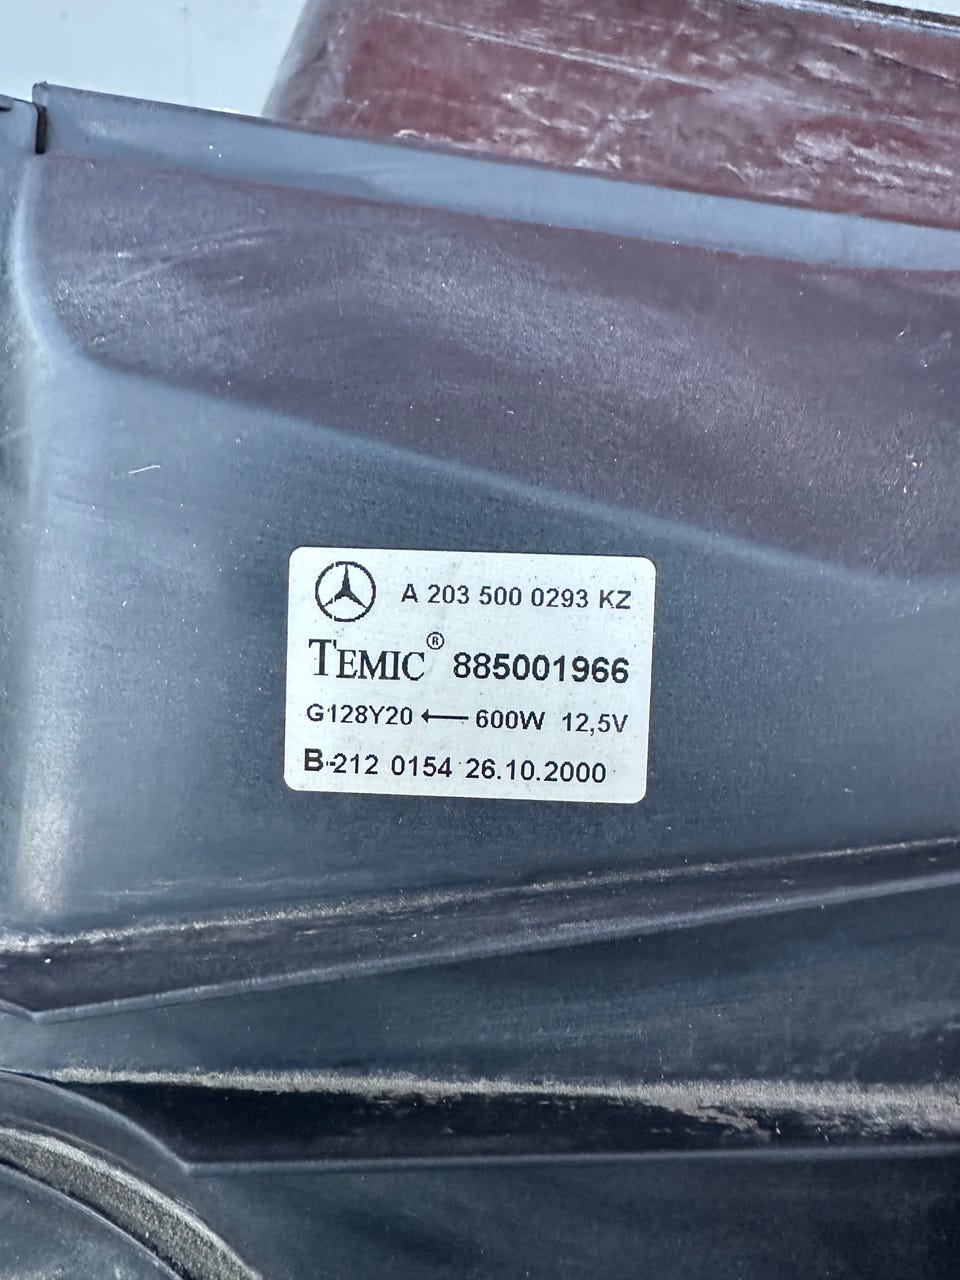 A 203 500 0293 KZ
TEMIC® 885001966
G128Y20 ← 600W 12,5V
B-212 0154 26.10.2000